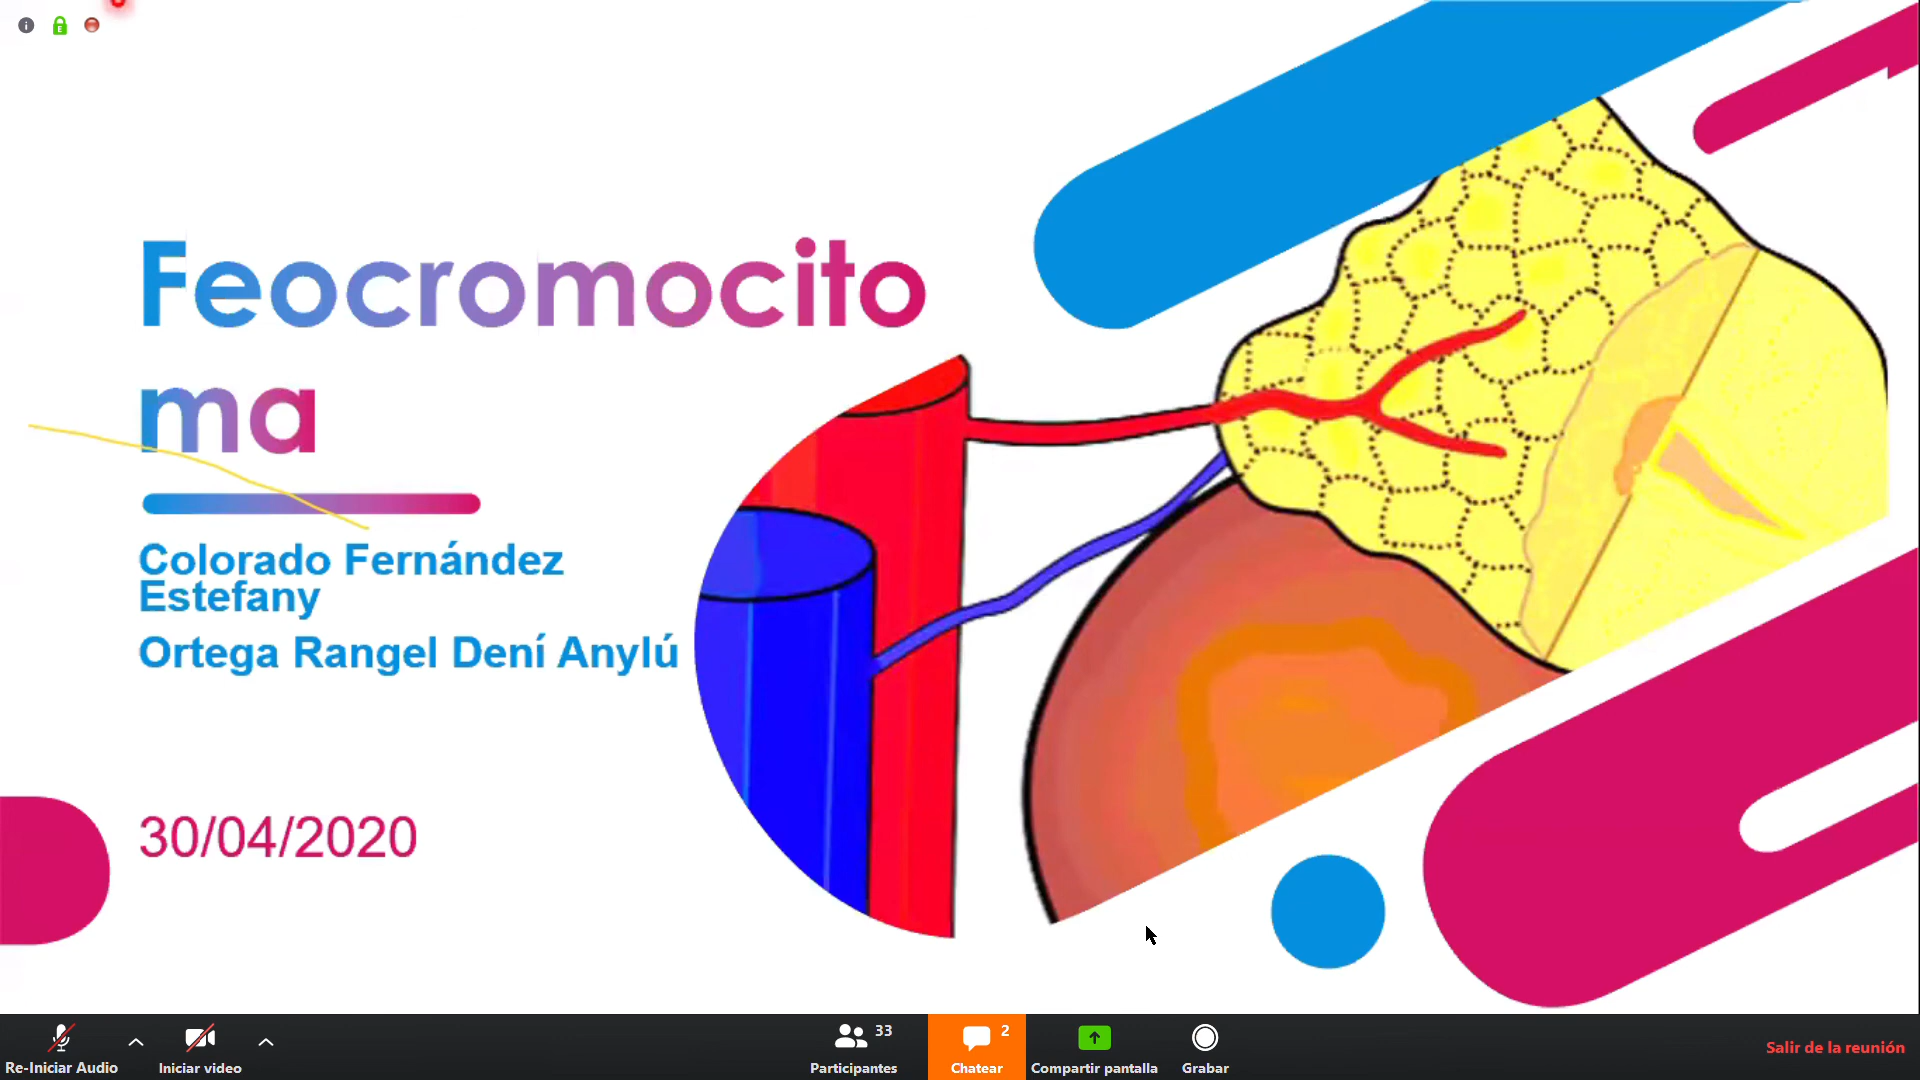 Feocromocito
ma
Colorado Fernández
Estefany
Ortega Rangel Dení Anylú
30/04/2020
Re-Iniciar Audio
Iniciar video
33
Participantes
2
Chatear
Compartir pantalla
Grabar
Salir de la reunión